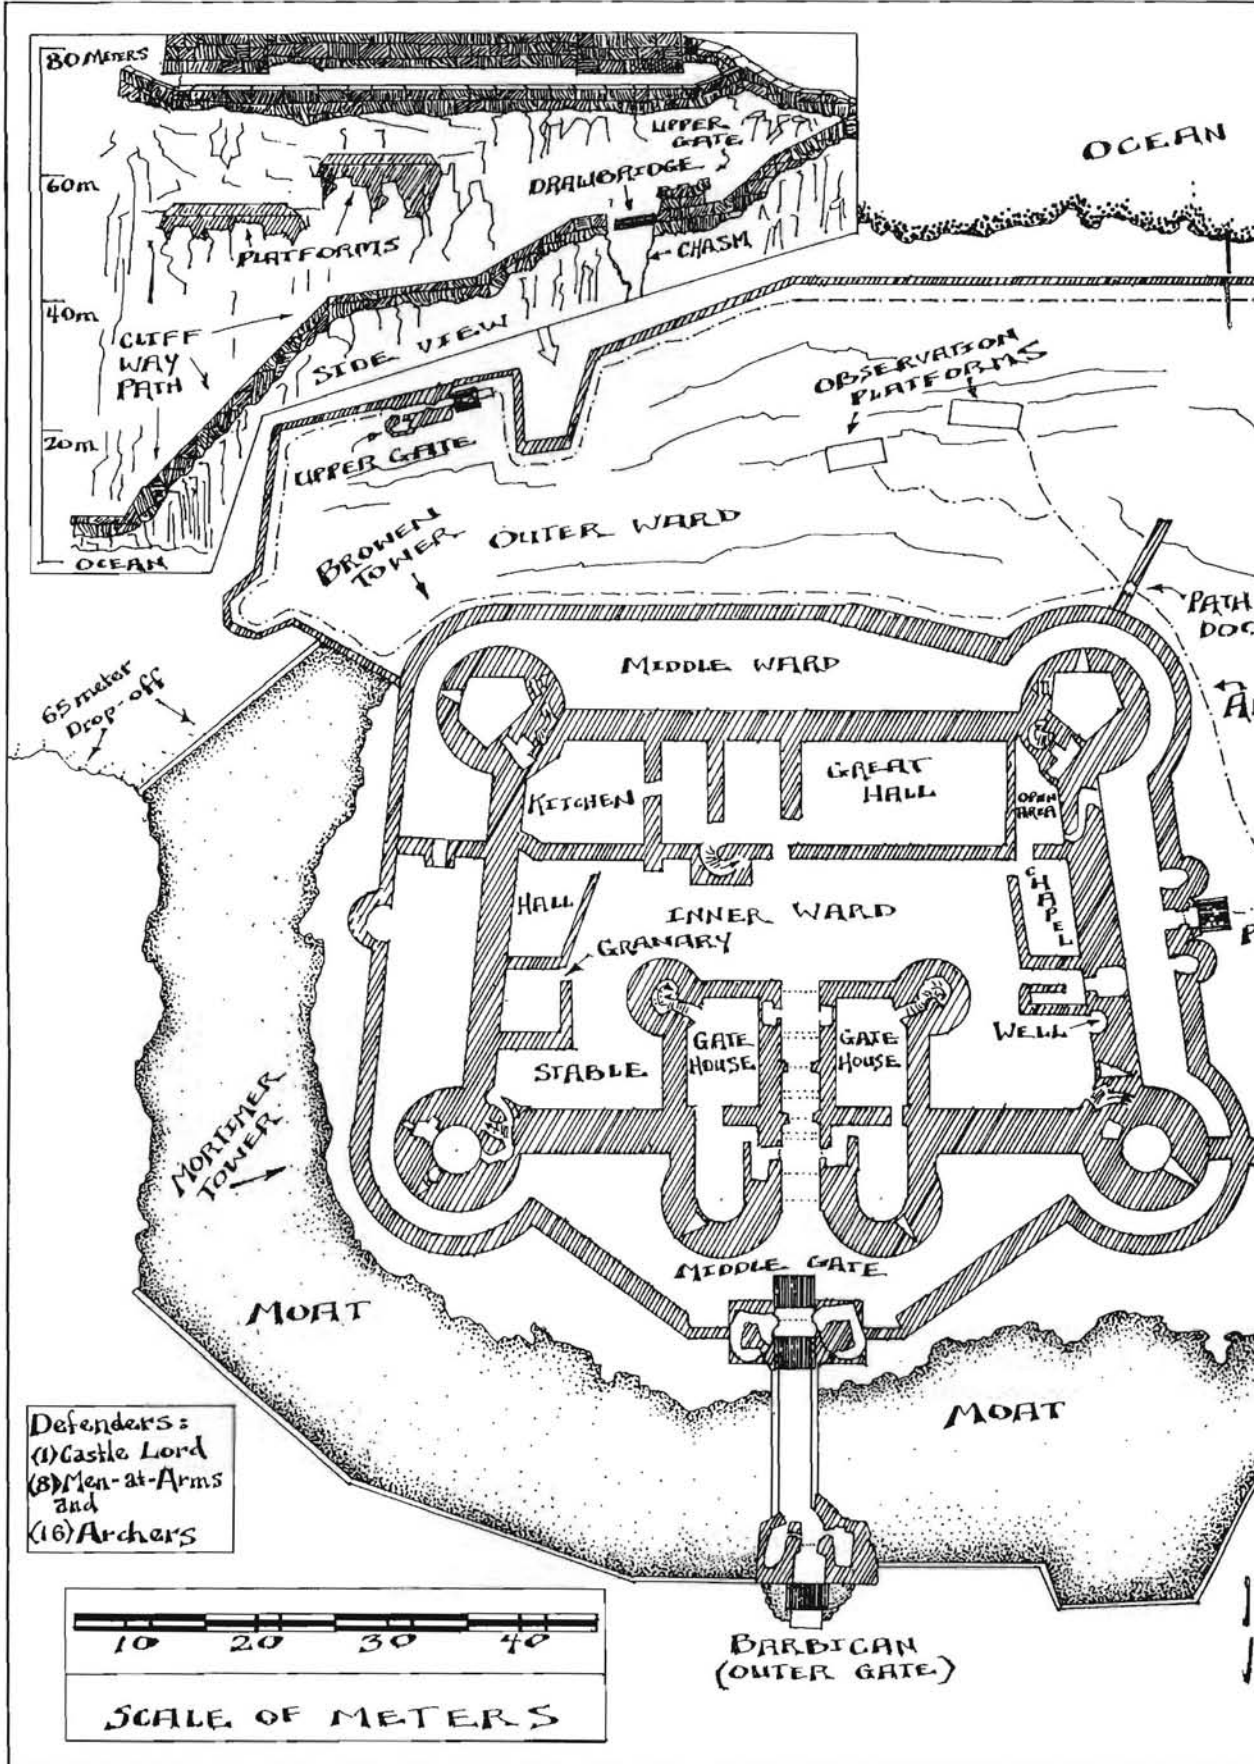 80 METERS
60m
40m
20m
OCEAN
PLATFORMS
CLIFF
WAY
PATH
UPPER
GATE
DRAWBRIDGE
CHASM
SIDE VIEW
OCEAN
OBSERVATION
PLATFORMS
UPPER GATE
BROWEN
TOWER
OUTER WARD
PATH
65 meter
Drop-off
MIDDLE WARD
KITCHEN
GREAT
HALL
OPEN
AREA
HALL
INNER WARD
CHAPEL
GRANARY
GATE
HOUSE
GATE
HOUSE
WELL
STABLE
MORTIMER
TOWER
MIDDLE GATE
MOAT
MOAT
Defenders:
(1) Castle Lord
(8) Men-at-Arms
and
(16) Archers
10 20 30 40
SCALE OF METERS
BARBICAN
(OUTER GATE)